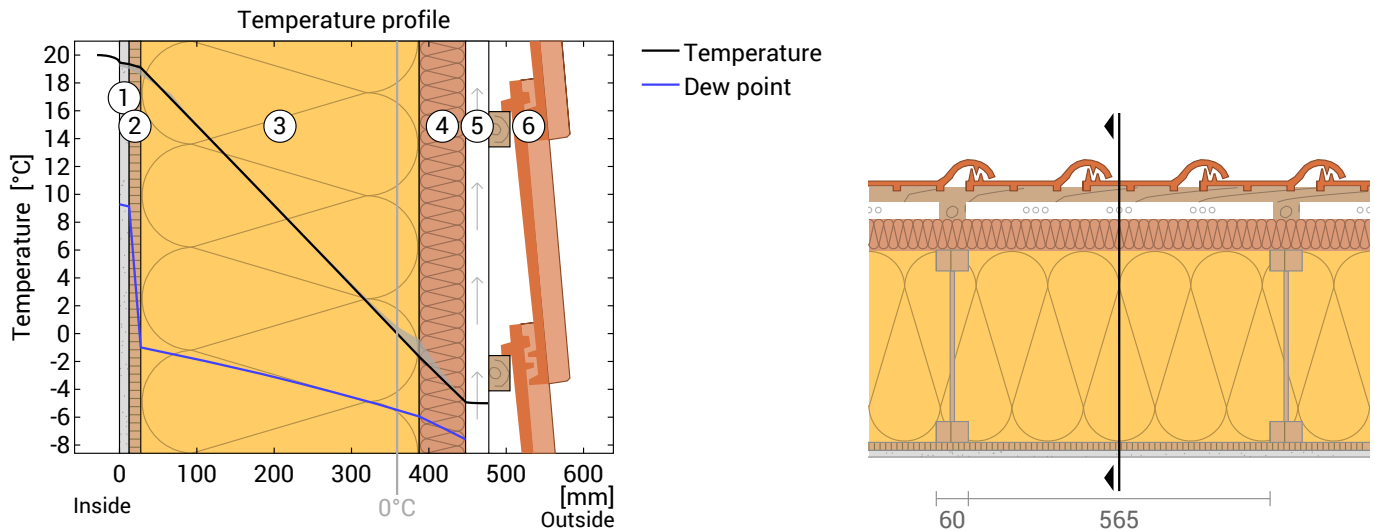 Temperature profile
Temperature [°C]
20
18
16
14
12
10
8
6
4
2
0
-2
-4
-6
-8
1
2
3
4
5
6
0 100 200 300 400 500 600
[mm]
Inside
0°C
Outside
Temperature
Dew point
60 565